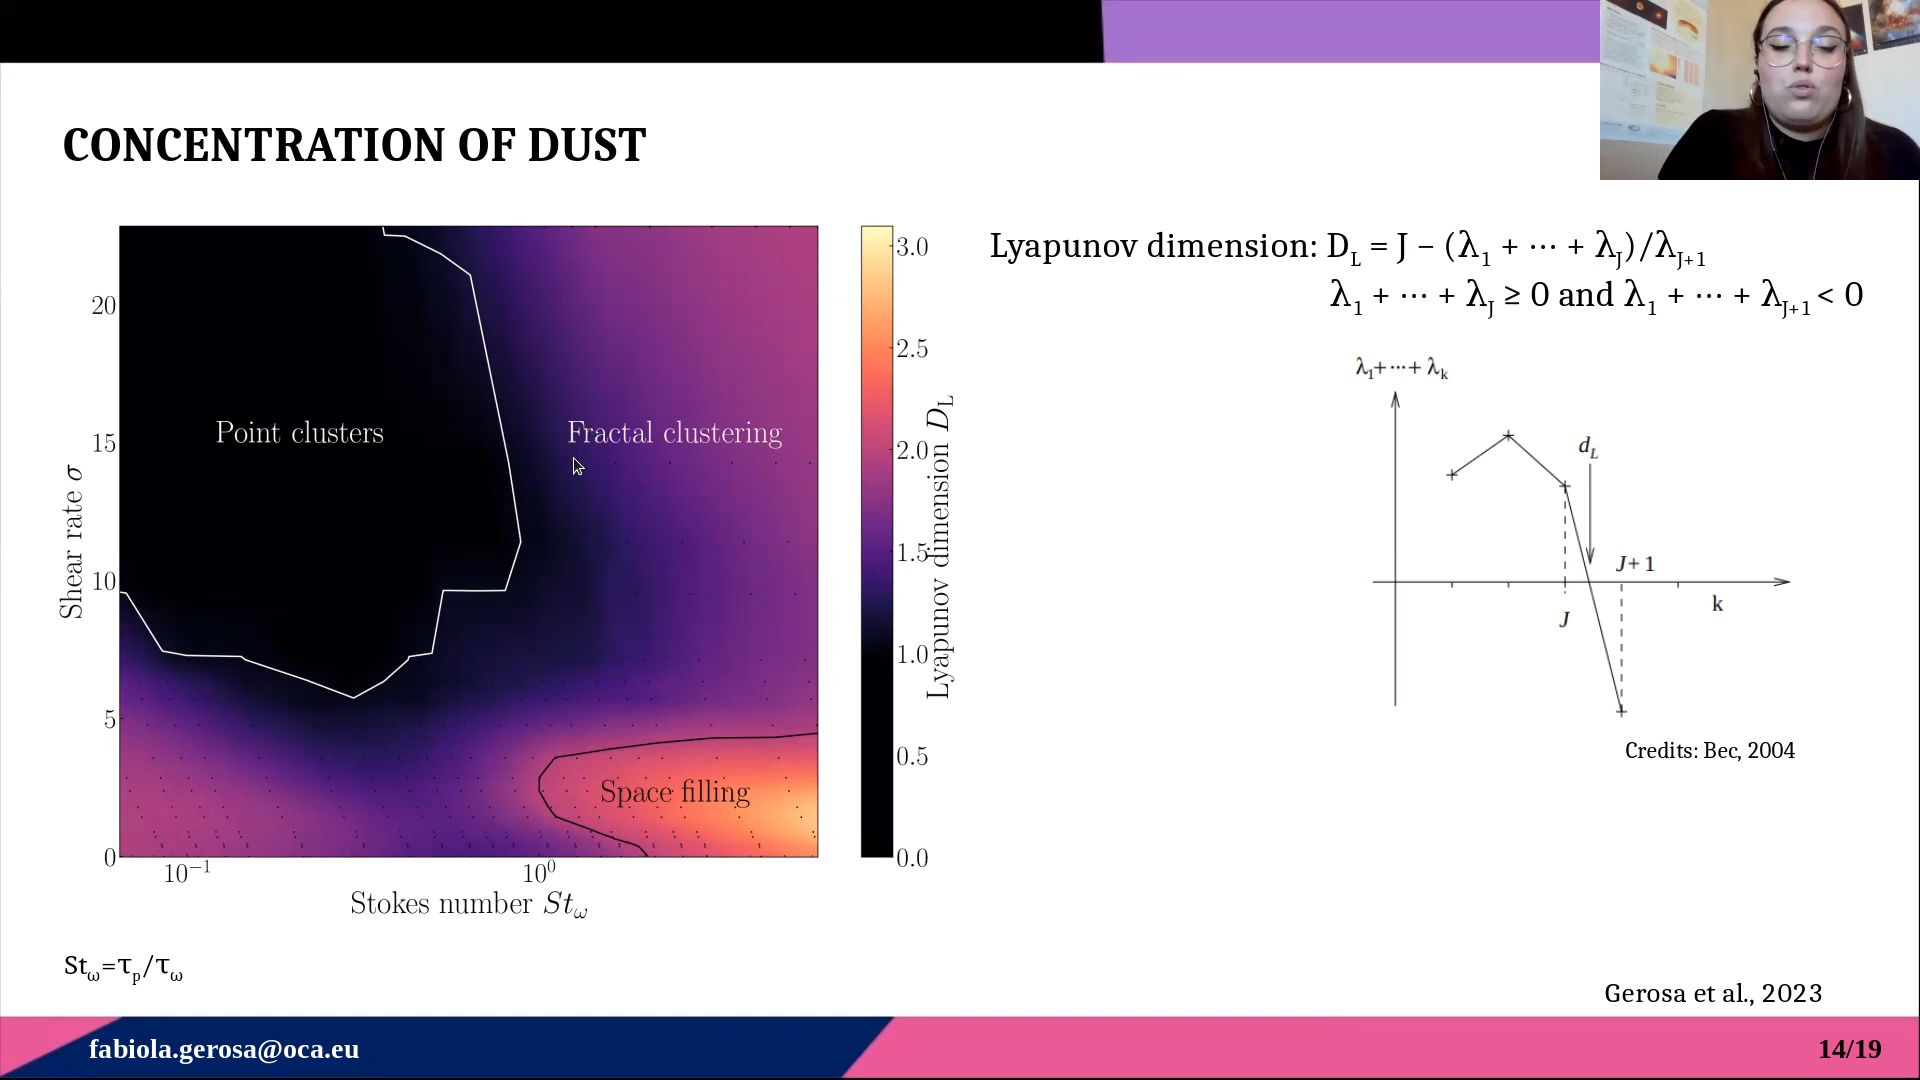 CONCENTRATION OF DUST
Lyapunov dimension: D_L = J − (λ_1 + ⋯ + λ_J)/λ_{J+1}
λ_1 + ⋯ + λ_J ≥ 0 and λ_1 + ⋯ + λ_{J+1} < 0
Shear rate σ
20
15
10
5
0
Point clusters
Fractal clustering
Space filling
10^{−1}
10^0
Stokes number St_ω
3.0
2.5
2.0
1.5
1.0
0.5
0.0
Lyapunov dimension D_L
λ_1+⋯+ λ_k
d_L
J+1
J
k
Credits: Bec, 2004
St_ω=τ_p/τ_ω
Gerosa et al., 2023
fabiola.gerosa@oca.eu
14/19